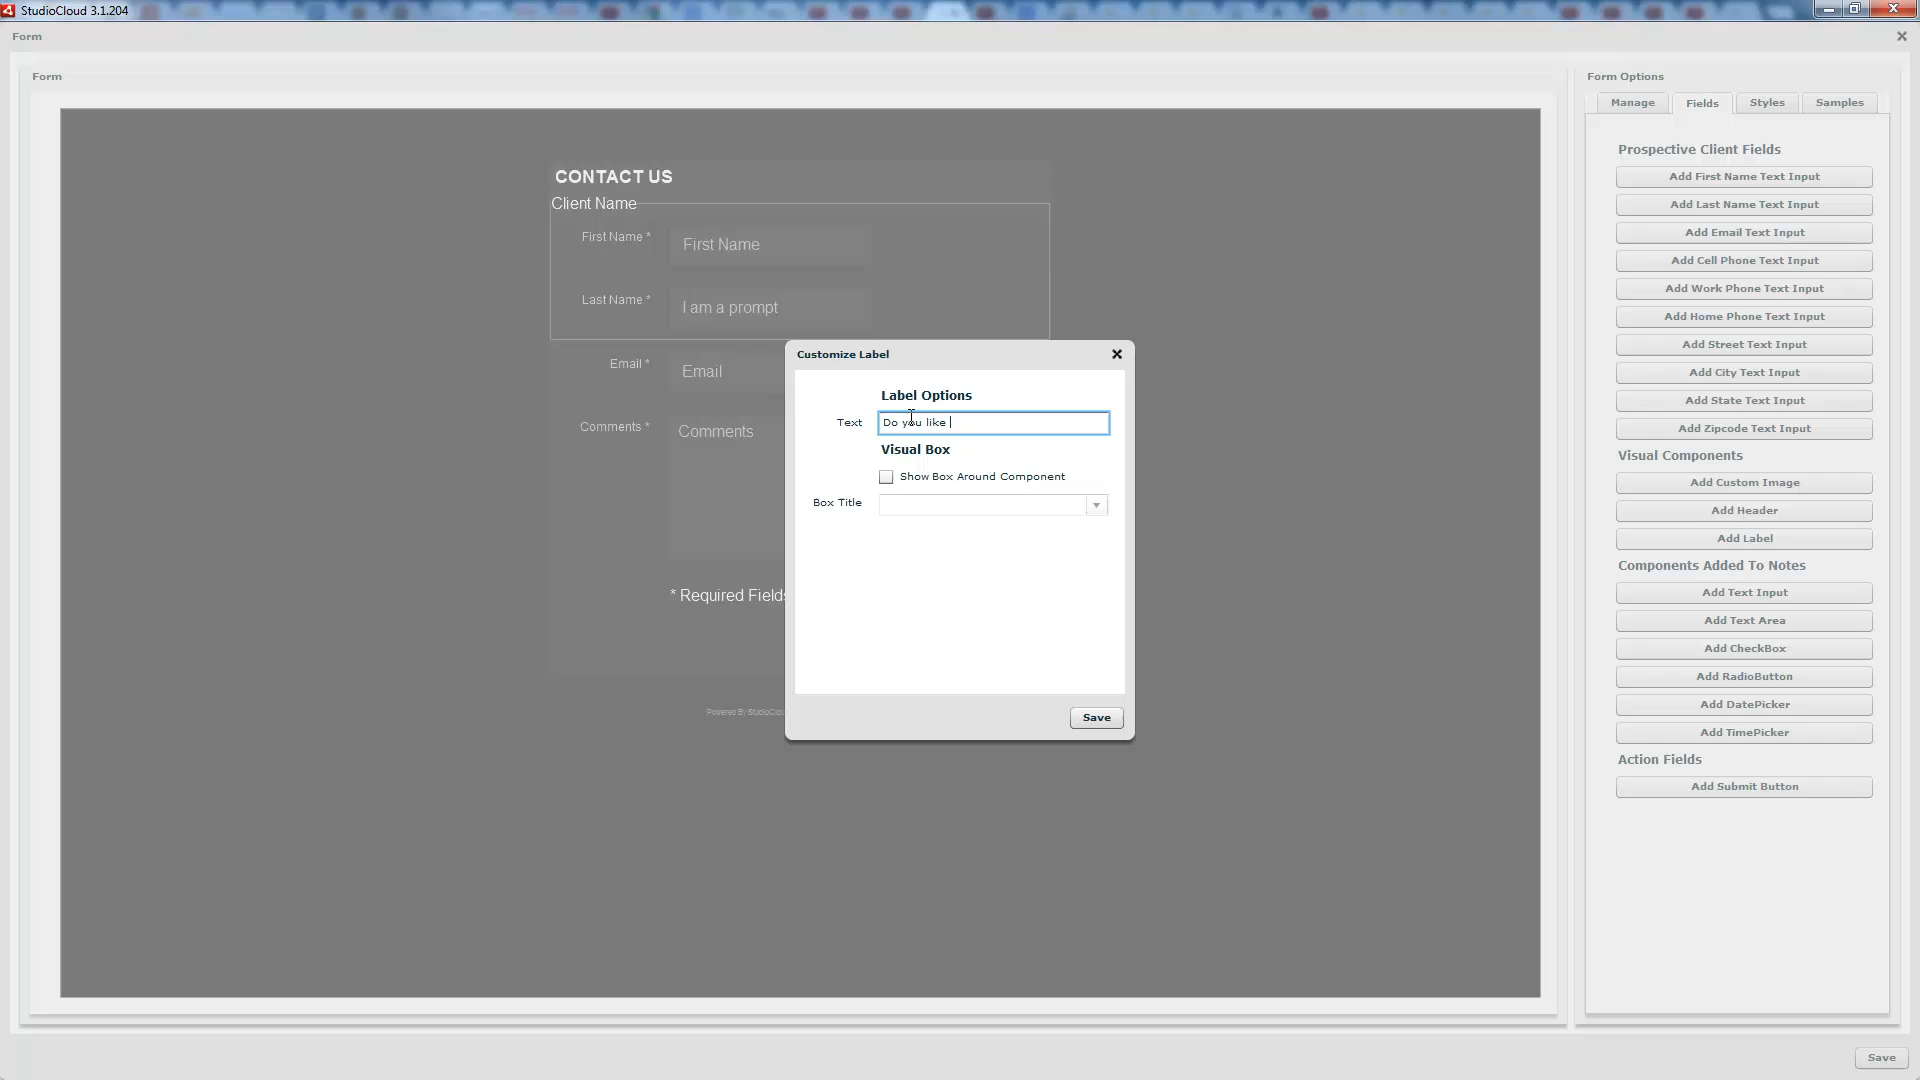 StudioCloud 3.1.204
Form
Form
CONTACT US
Client Name
First Name *
First Name
Last Name *
I am a prompt
Email *
Email
Comments *
Comments
* Required Fields
Powered By StudioClou
Customize Label
Label Options
Text
Do you like
Visual Box
Show Box Around Component
Box Title
Save
Form Options
Manage
Fields
Styles
Samples
Prospective Client Fields
Add First Name Text Input
Add Last Name Text Input
Add Email Text Input
Add Cell Phone Text Input
Add Work Phone Text Input
Add Home Phone Text Input
Add Street Text Input
Add City Text Input
Add State Text Input
Add Zipcode Text Input
Visual Components
Add Custom Image
Add Header
Add Label
Components Added To Notes
Add Text Input
Add Text Area
Add CheckBox
Add RadioButton
Add DatePicker
Add TimePicker
Action Fields
Add Submit Button
Save